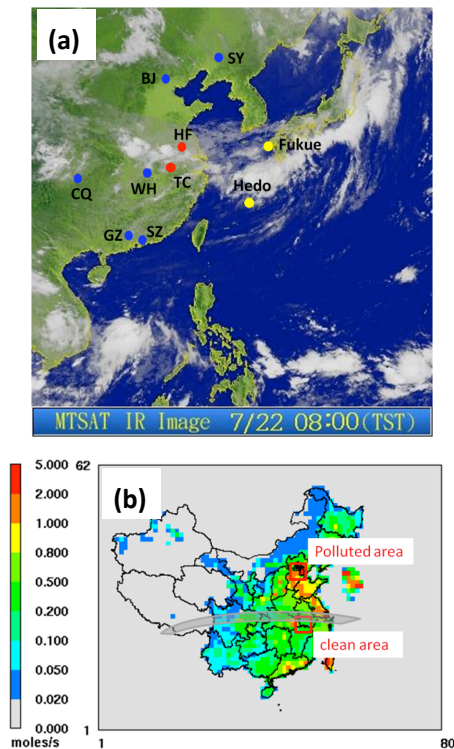 (a)
SY
BJ
HF
Fukue
TC
WH
CQ
Hedo
GZ
SZ
MTSAT IR Image 7/22 08:00(TST)
(b)
5.000
2.000
1.000
0.800
0.500
0.200
0.100
0.050
0.020
0.000
moles/s
62
1
1
80
Polluted area
clean area